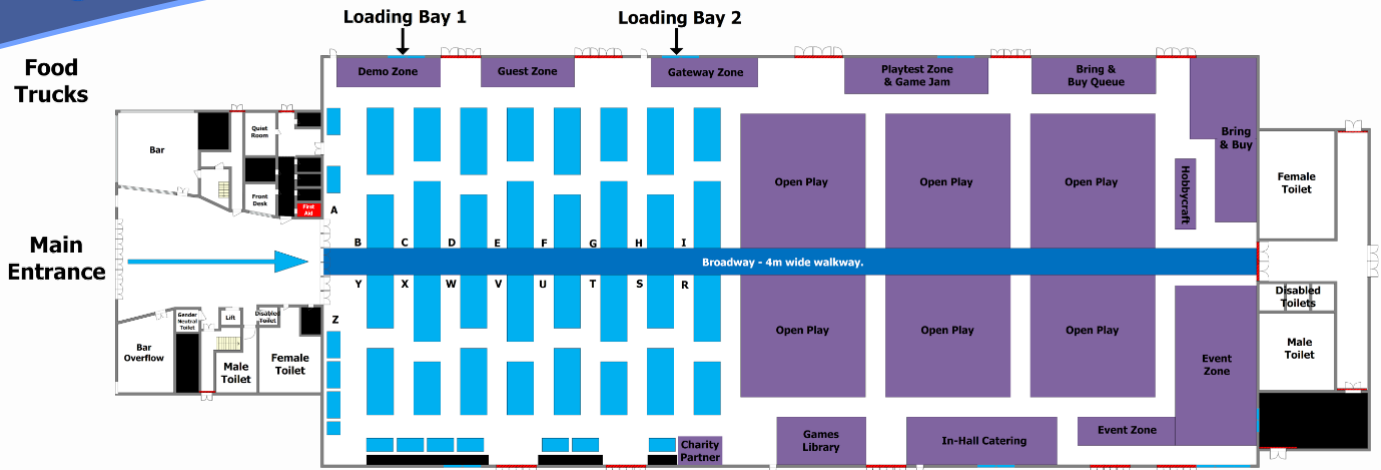 Loading Bay 1
Loading Bay 2
Food
Trucks
Demo Zone
Guest Zone
Gateway Zone
Playtest Zone
& Game Jam
Bring &
Buy Queue
Bar
Quiet
Room
Front
Desk
First
Aid
A
Bring
& Buy
Hobbycraft
Female
Toilet
Open Play
Open Play
Open Play
Main
Entrance
B
C
D
E
F
G
H
I
Broadway - 4m wide walkway.
Y
X
W
V
U
T
S
R
Z
Disabled
Toilets
Gender
Neutral
Toilet
Lift
Disabled
Toilet
Open Play
Open Play
Open Play
Bar
Overflow
Male
Toilet
Female
Toilet
Event
Zone
Male
Toilet
Charity
Partner
Games
Library
In-Hall Catering
Event Zone